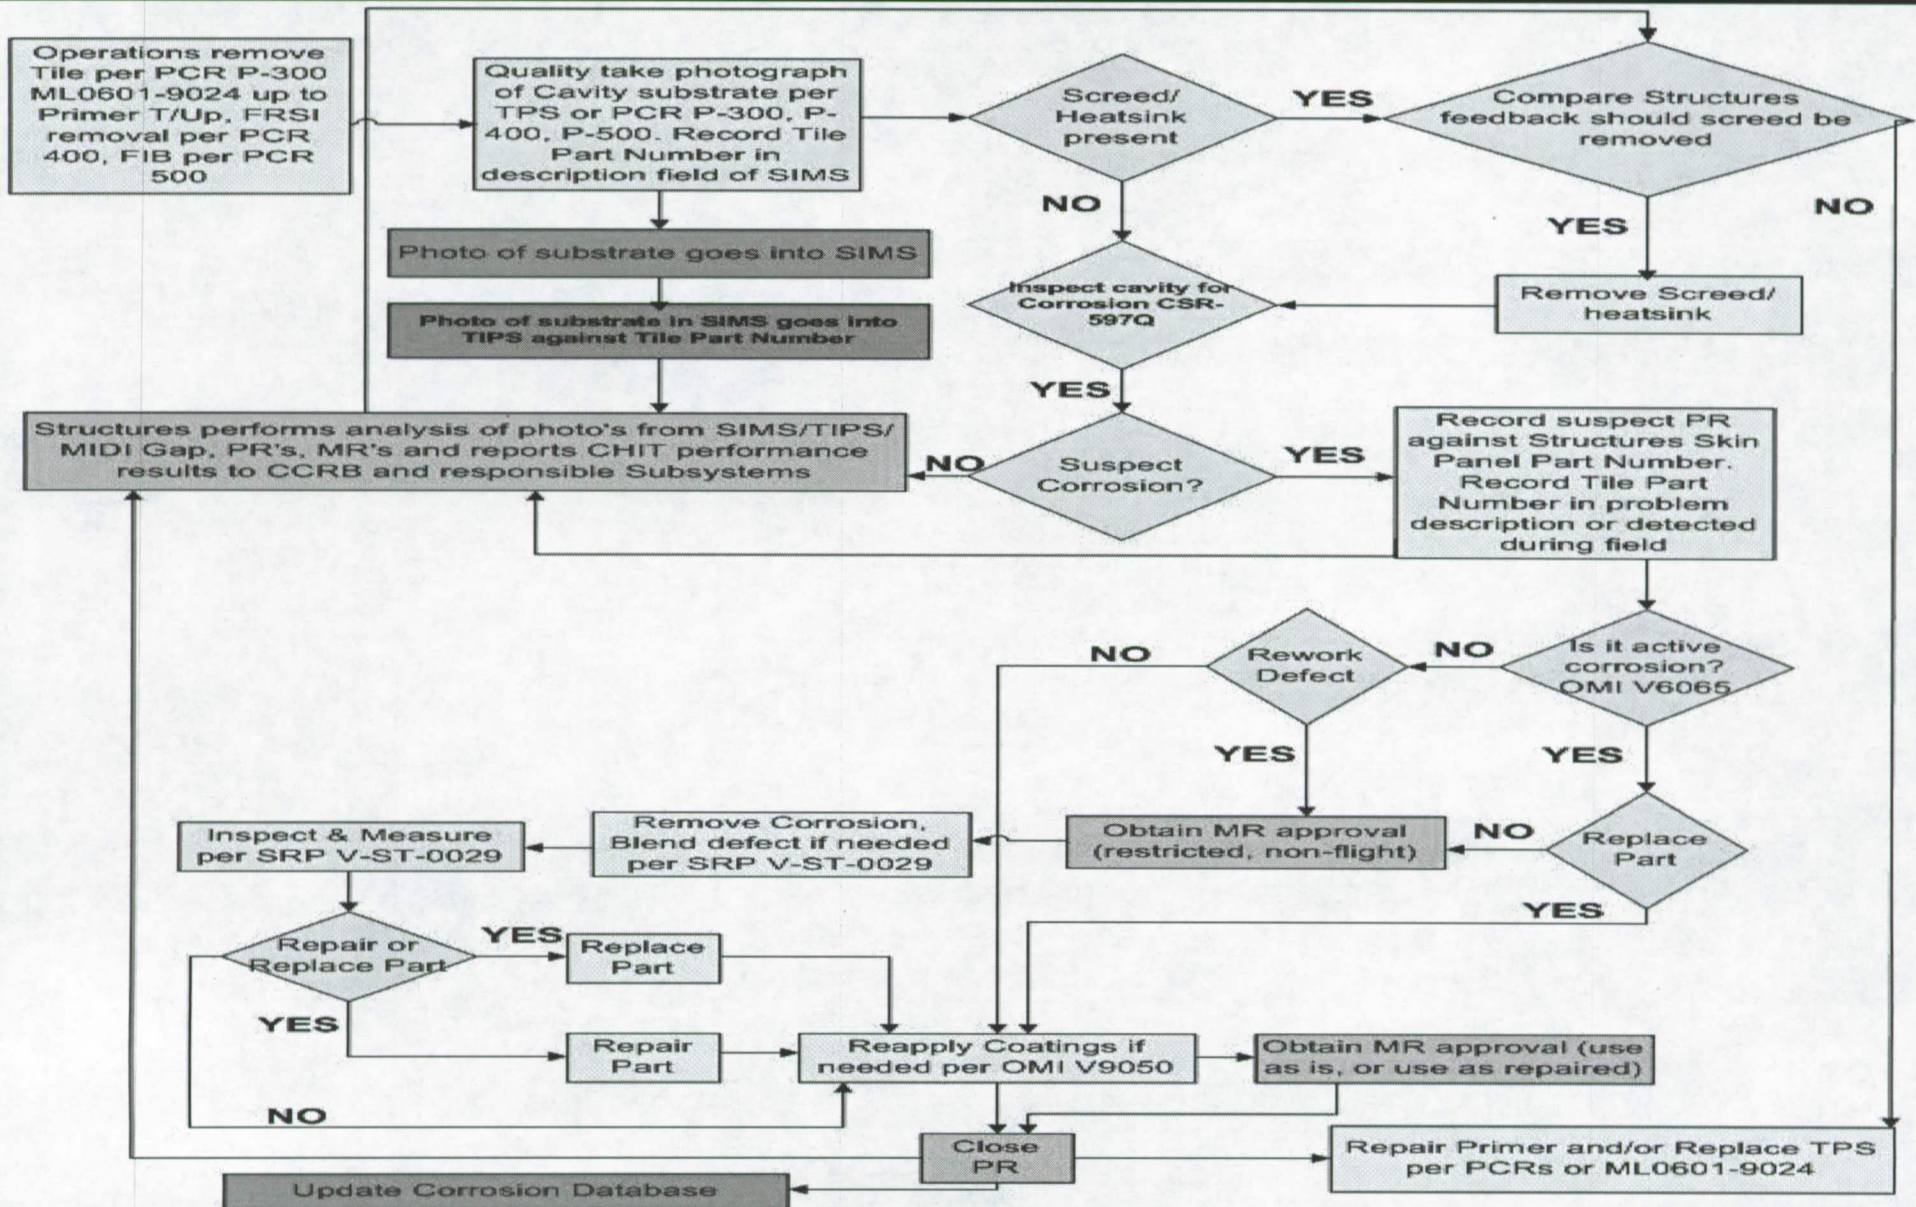 Operations remove
Tile per PCR P-300
ML0601-9024 up to
Primer T/Up, FRSI
removal per PCR
400, FIB per PCR
500
Quality take photograph
of Cavity substrate per
TPS or PCR P-300, P-
400, P-500. Record Tile
Part Number in
description field of SIMS
Screed/
Heatsink
present
YES
Compare Structures
feedback should screed be
removed
NO
YES
NO
Photo of substrate goes into SIMS
Inspect cavity for
Corrosion CSR-
597Q
Remove Screed/
heatsink
Photo of substrate in SIMS goes into
TIPS against Tile Part Number
YES
Structures performs analysis of photo's from SIMS/TIPS/
MIDI Gap, PR's, MR's and reports CHIT performance
results to CCRB and responsible Subsystems
NO
Suspect
Corrosion?
YES
Record suspect PR
against Structures Skin
Panel Part Number.
Record Tile Part
Number in problem
description or detected
during field
NO
Rework
Defect
NO
Is it active
corrosion?
OMI V6065
YES
YES
Inspect & Measure
per SRP V-ST-0029
Remove Corrosion,
Blend defect if needed
per SRP V-ST-0029
Obtain MR approval
(restricted, non-flight)
NO
Replace
Part
YES
Repair or
Replace Part
YES
Replace
Part
YES
Repair
Part
Reapply Coatings if
needed per OMI V9050
Obtain MR approval (use
as is, or use as repaired)
NO
Close
PR
Repair Primer and/or Replace TPS
per PCRs or ML0601-9024
Update Corrosion Database